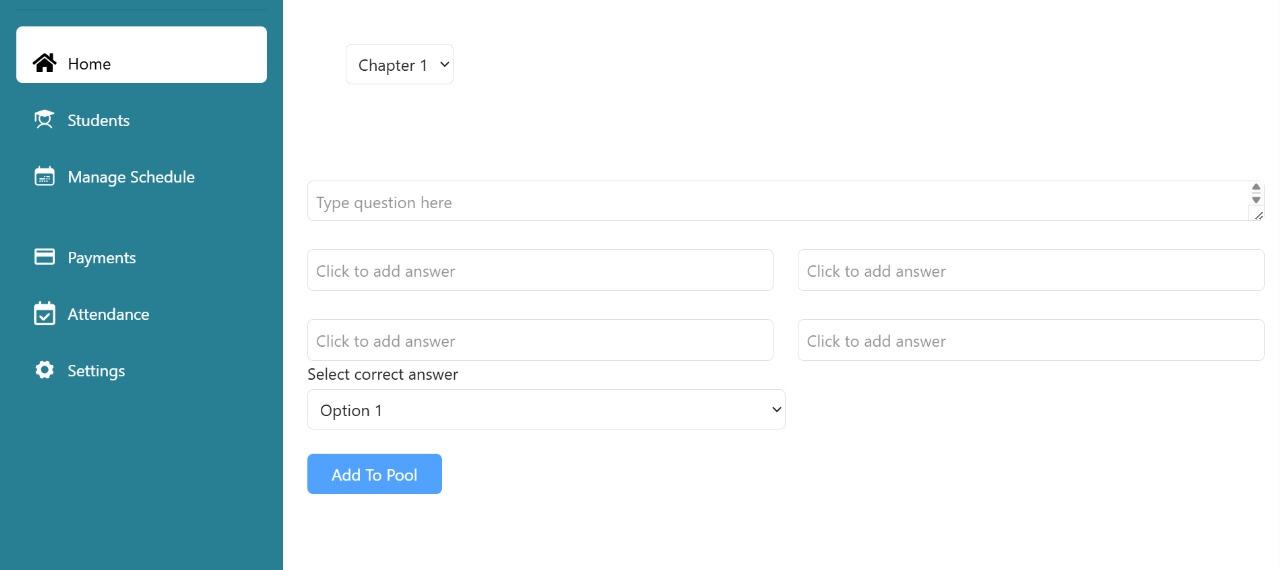 Home
Students
Manage Schedule
Payments
Attendance
Settings
Chapter 1
Type question here
Click to add answer
Click to add answer
Click to add answer
Click to add answer
Select correct answer
Option 1
Add To Pool